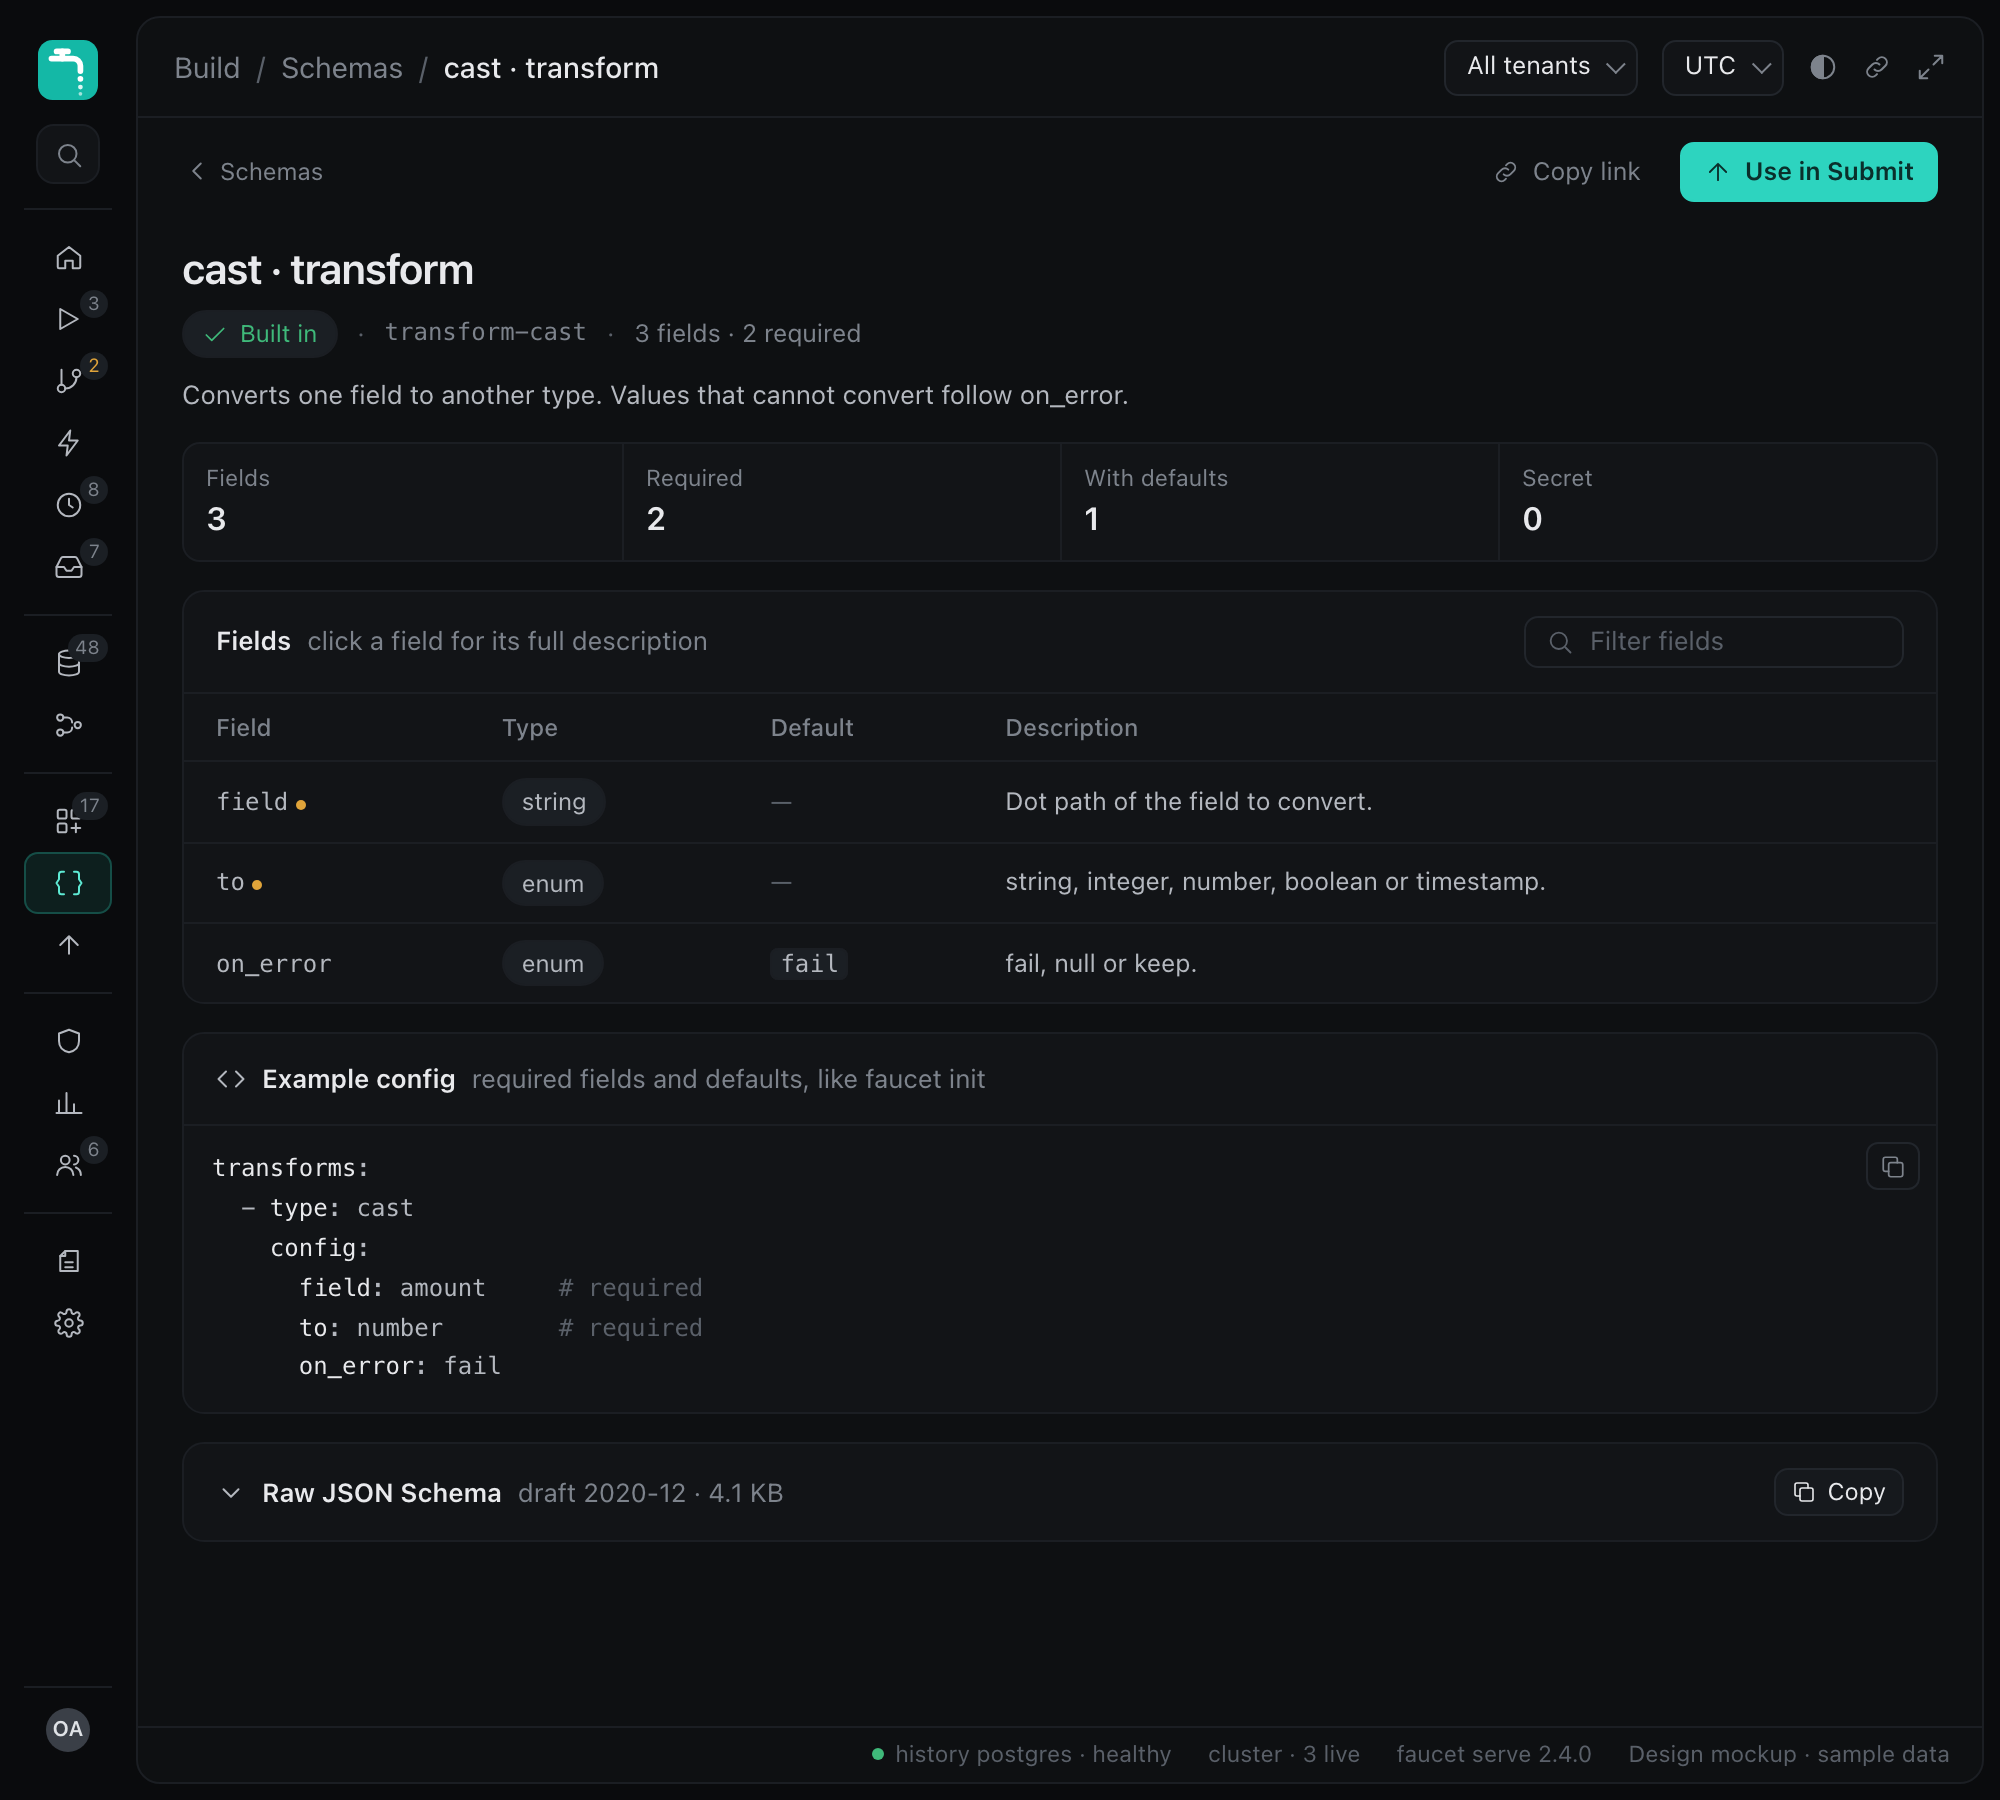 Build / Schemas / cast · transform
All tenants
UTC
Schemas
Copy link
Use in Submit
3
2
8
7
48
17
6
OA
cast · transform
Built in · transform-cast · 3 fields · 2 required
Converts one field to another type. Values that cannot convert follow on_error.
Fields
3
Required
2
With defaults
1
Secret
0
Fields click a field for its full description
Filter fields
Field Type Default Description
field string — Dot path of the field to convert.
to enum — string, integer, number, boolean or timestamp.
on_error enum fail fail, null or keep.
Example config required fields and defaults, like faucet init
transforms:
- type: cast
config:
field: amount # required
to: number # required
on_error: fail
Raw JSON Schema draft 2020-12 · 4.1 KB
Copy
history postgres · healthy cluster · 3 live faucet serve 2.4.0 Design mockup · sample data